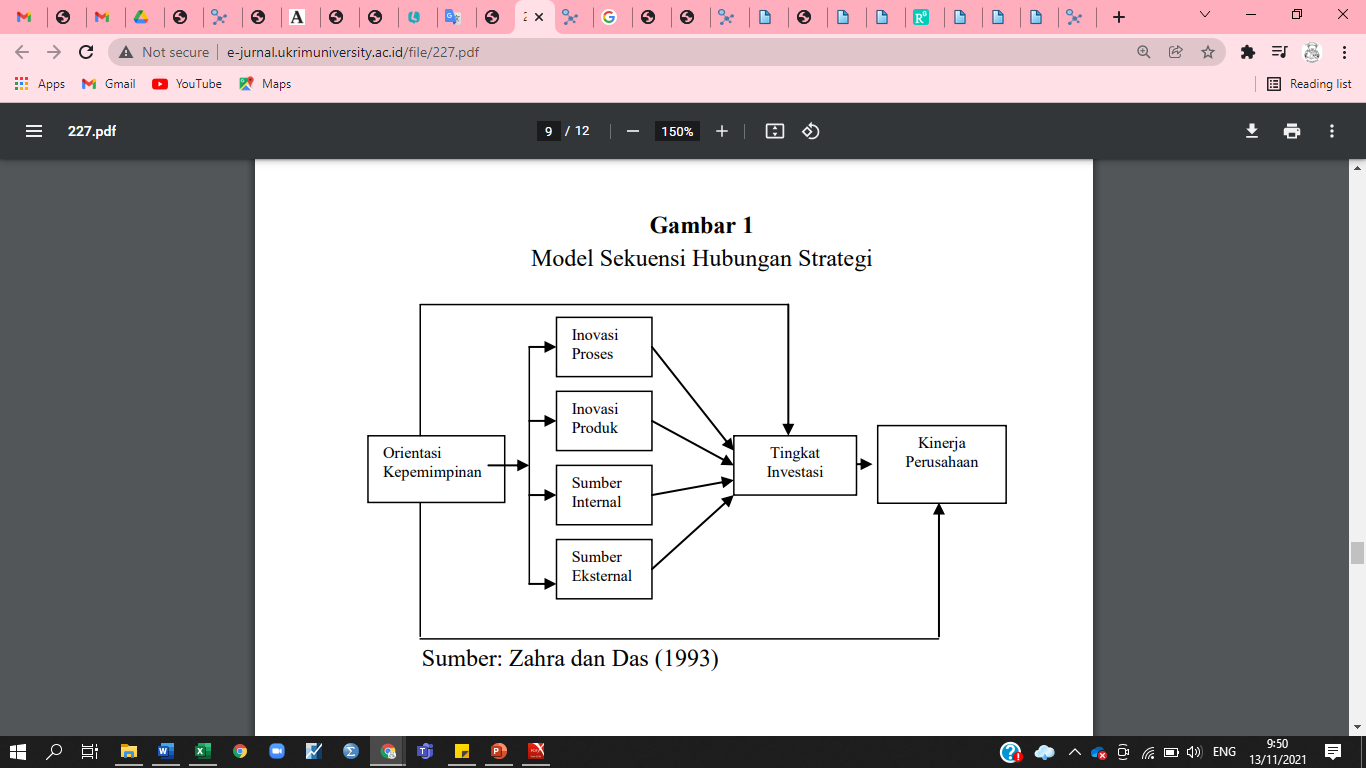 2
Not secure
e-jurnal.ukrimuniversity.ac.id/file/227.pdf
Apps
Gmail
YouTube
Maps
Reading list
227.pdf
9 / 12
150%
Gambar 1
Model Sekuensi Hubungan Strategi
Inovasi
Proses
Inovasi
Produk
Orientasi
Kepemimpinan
Sumber
Internal
Sumber
Eksternal
Tingkat
Investasi
Kinerja
Perusahaan
Sumber: Zahra dan Das (1993)
ENG
9:50
13/11/2021